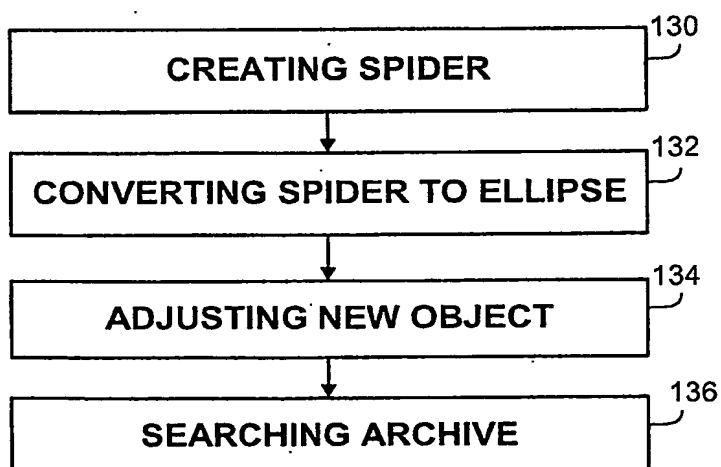 130
CREATING SPIDER
132
CONVERTING SPIDER TO ELLIPSE
134
ADJUSTING NEW OBJECT
136
SEARCHING ARCHIVE